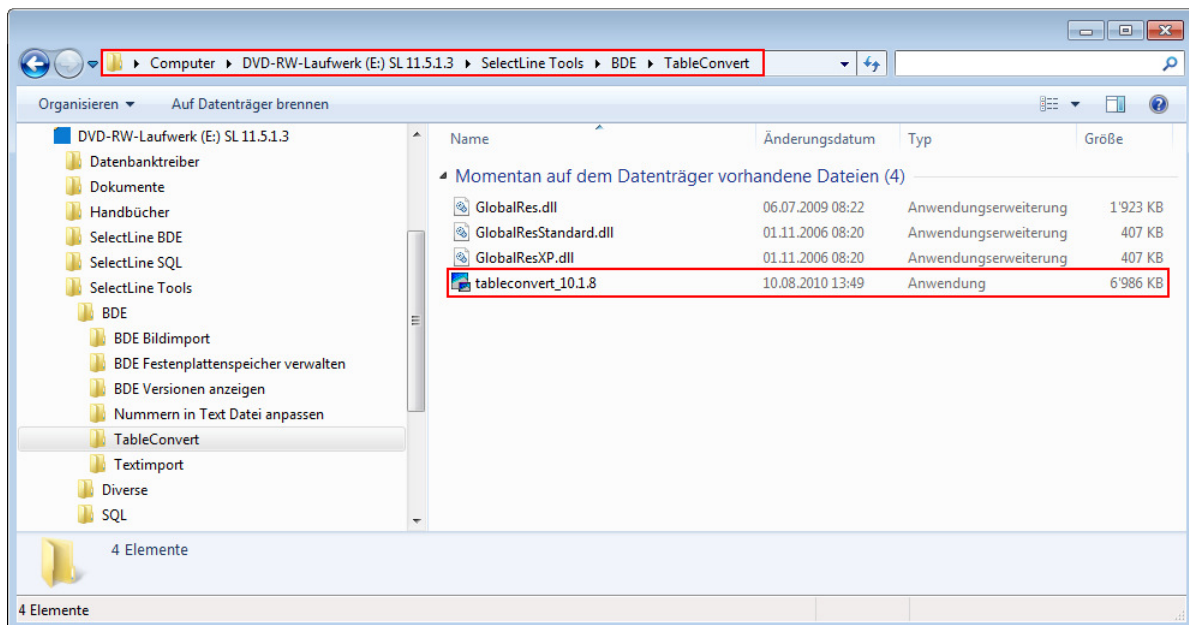 Computer ▸ DVD-RW-Laufwerk (E:) SL 11.5.1.3 ▸ SelectLine Tools ▸ BDE ▸ TableConvert
Organisieren Auf Datenträger brennen
DVD-RW-Laufwerk (E:) SL 11.5.1.3
Datenbanktreiber
Dokumente
Handbücher
SelectLine BDE
SelectLine SQL
SelectLine Tools
BDE
BDE Bildimport
BDE Festenplattenspeicher verwalten
BDE Versionen anzeigen
Nummern in Text Datei anpassen
TableConvert
Textimport
Diverse
SQL
Name Änderungsdatum Typ Größe
Momentan auf dem Datenträger vorhandene Dateien (4)
GlobalRes.dll 06.07.2009 08:22 Anwendungserweiterung 1'923 KB
GlobalResStandard.dll 01.11.2006 08:20 Anwendungserweiterung 407 KB
GlobalResXP.dll 01.11.2006 08:20 Anwendungserweiterung 407 KB
tableconvert_10.1.8 10.08.2010 13:49 Anwendung 6'986 KB
4 Elemente
4 Elemente